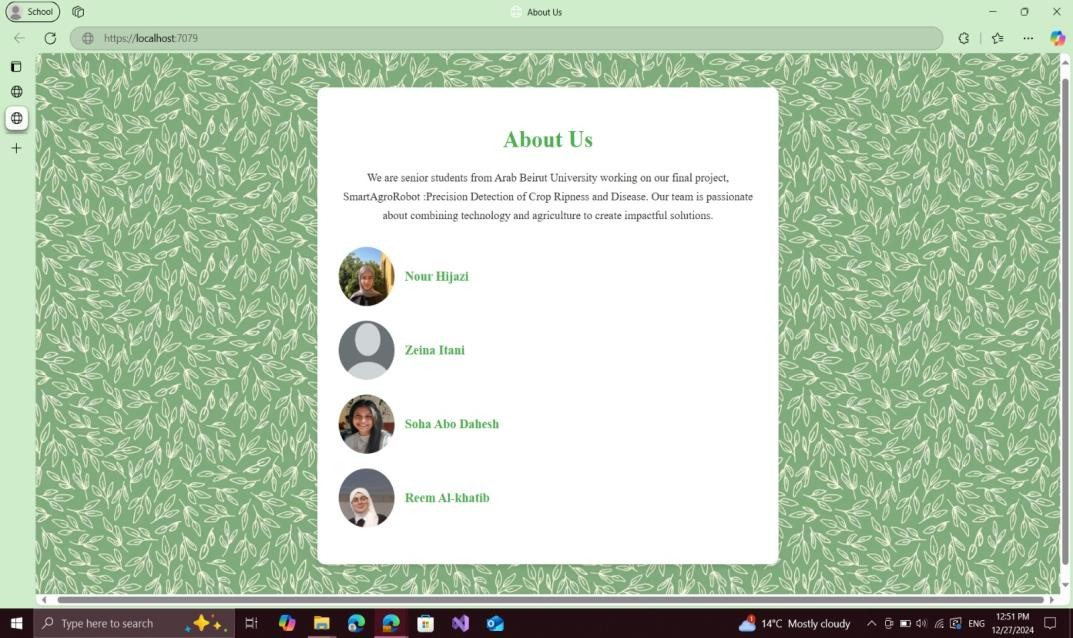 School
About Us
https://localhost:7079
About Us
We are senior students from Arab Beirut University working on our final project,
SmartAgroRobot :Precision Detection of Crop Ripness and Disease. Our team is passionate
about combining technology and agriculture to create impactful solutions.
Nour Hijazi
Zeina Itani
Soha Abo Dahesh
Reem Al-khatib
Type here to search
1
14°C Mostly cloudy
ENG
12:51 PM
12/27/2024